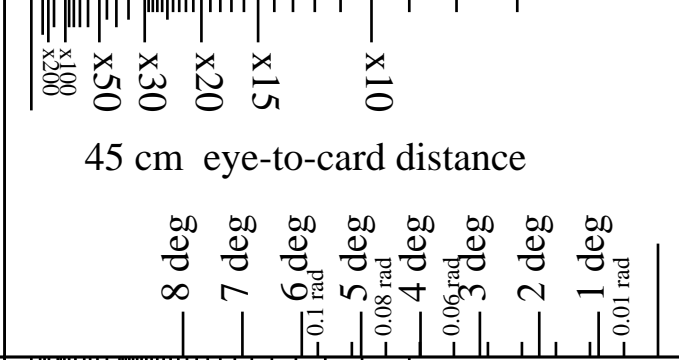 x200 x100 x50 x30 x20 x15 x10
45 cm eye-to-card distance
8 deg 7 deg 6 deg 0.1 rad 5 deg 0.08 rad 4 deg 0.06 rad 3 deg 2 deg 1 deg 0.01 rad